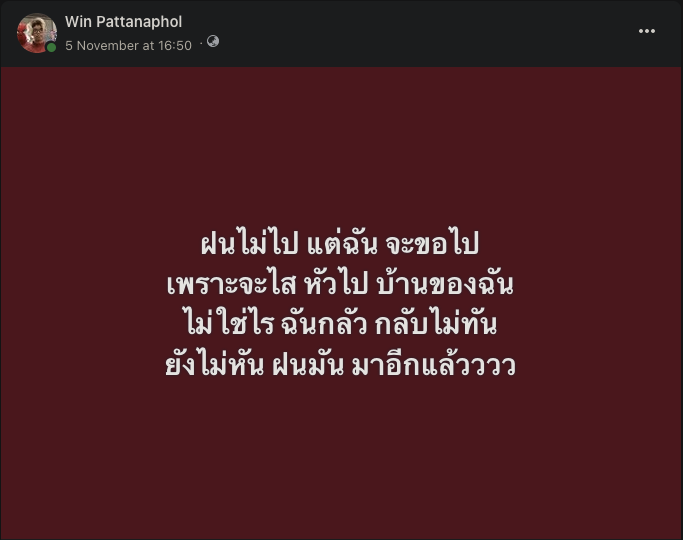 Win Pattanaphol
5 November at 16:50 ·
ฝนไม่ไป แต่ฉัน จะขอไป
เพราะจะไส หัวไป บ้านของฉัน
ไม่ใช่ไร ฉันกลัว กลับไม่ทัน
ยังไม่หัน ฝนมัน มาอีกแล้วววว